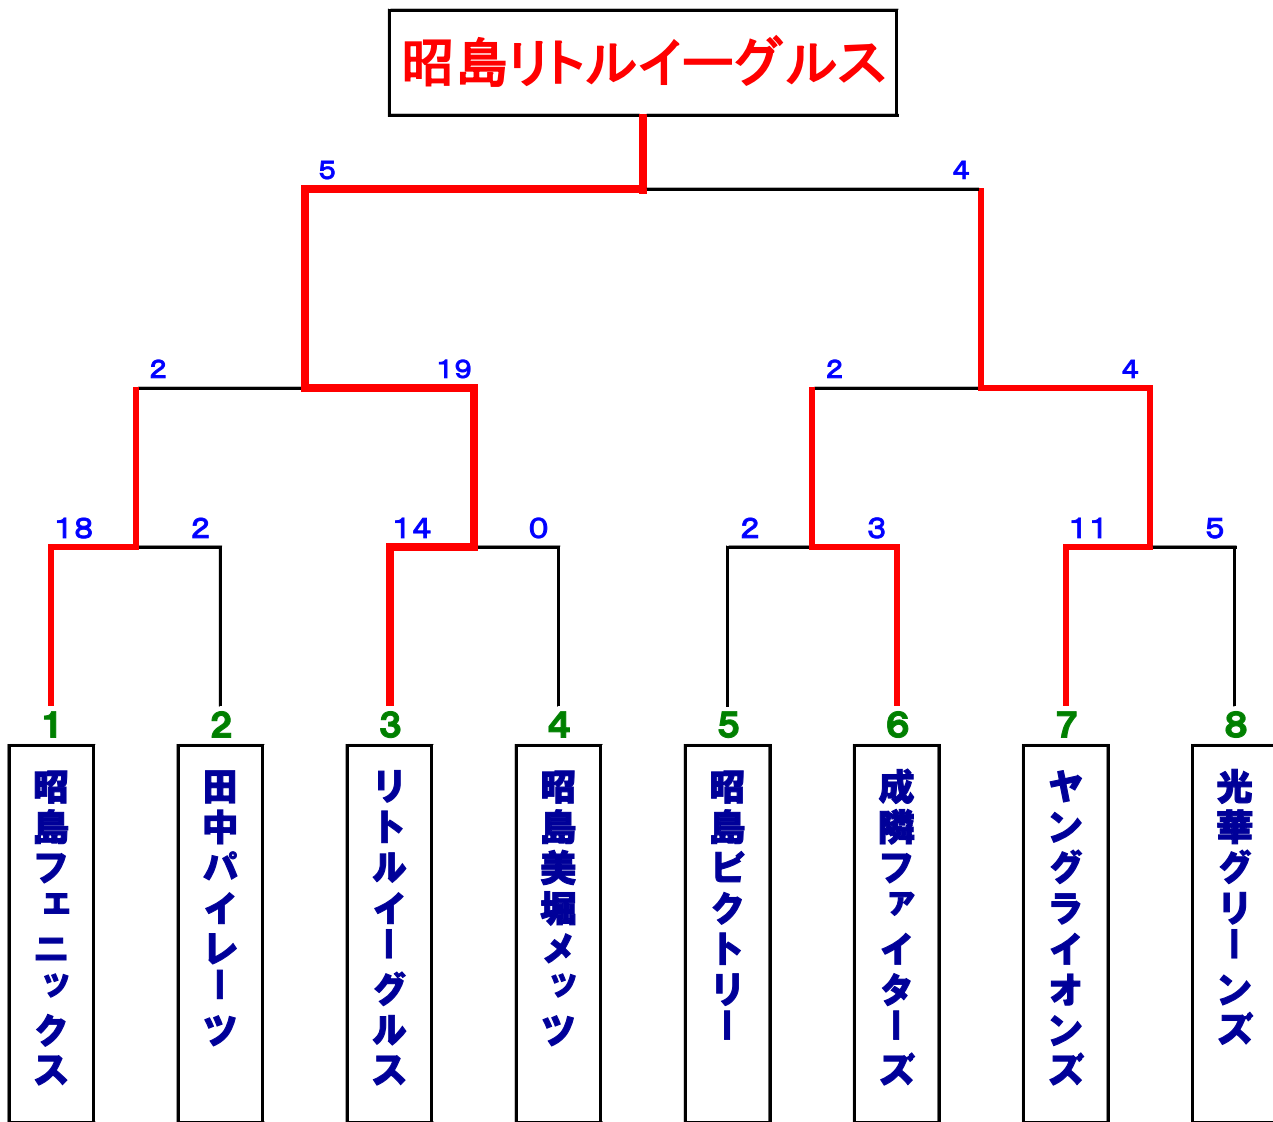 昭島リトルイーグルス
5 4
2 19 2 4
18 2 14 0 2 3 11 5
1 2 3 4 5 6 7 8
昭島フェニックス
田中パイレーツ
リトルイーグルス
昭島美堀メッツ
昭島ビクトリー
成隣ファイターズ
ヤングライオンズ
光華グリーンズ